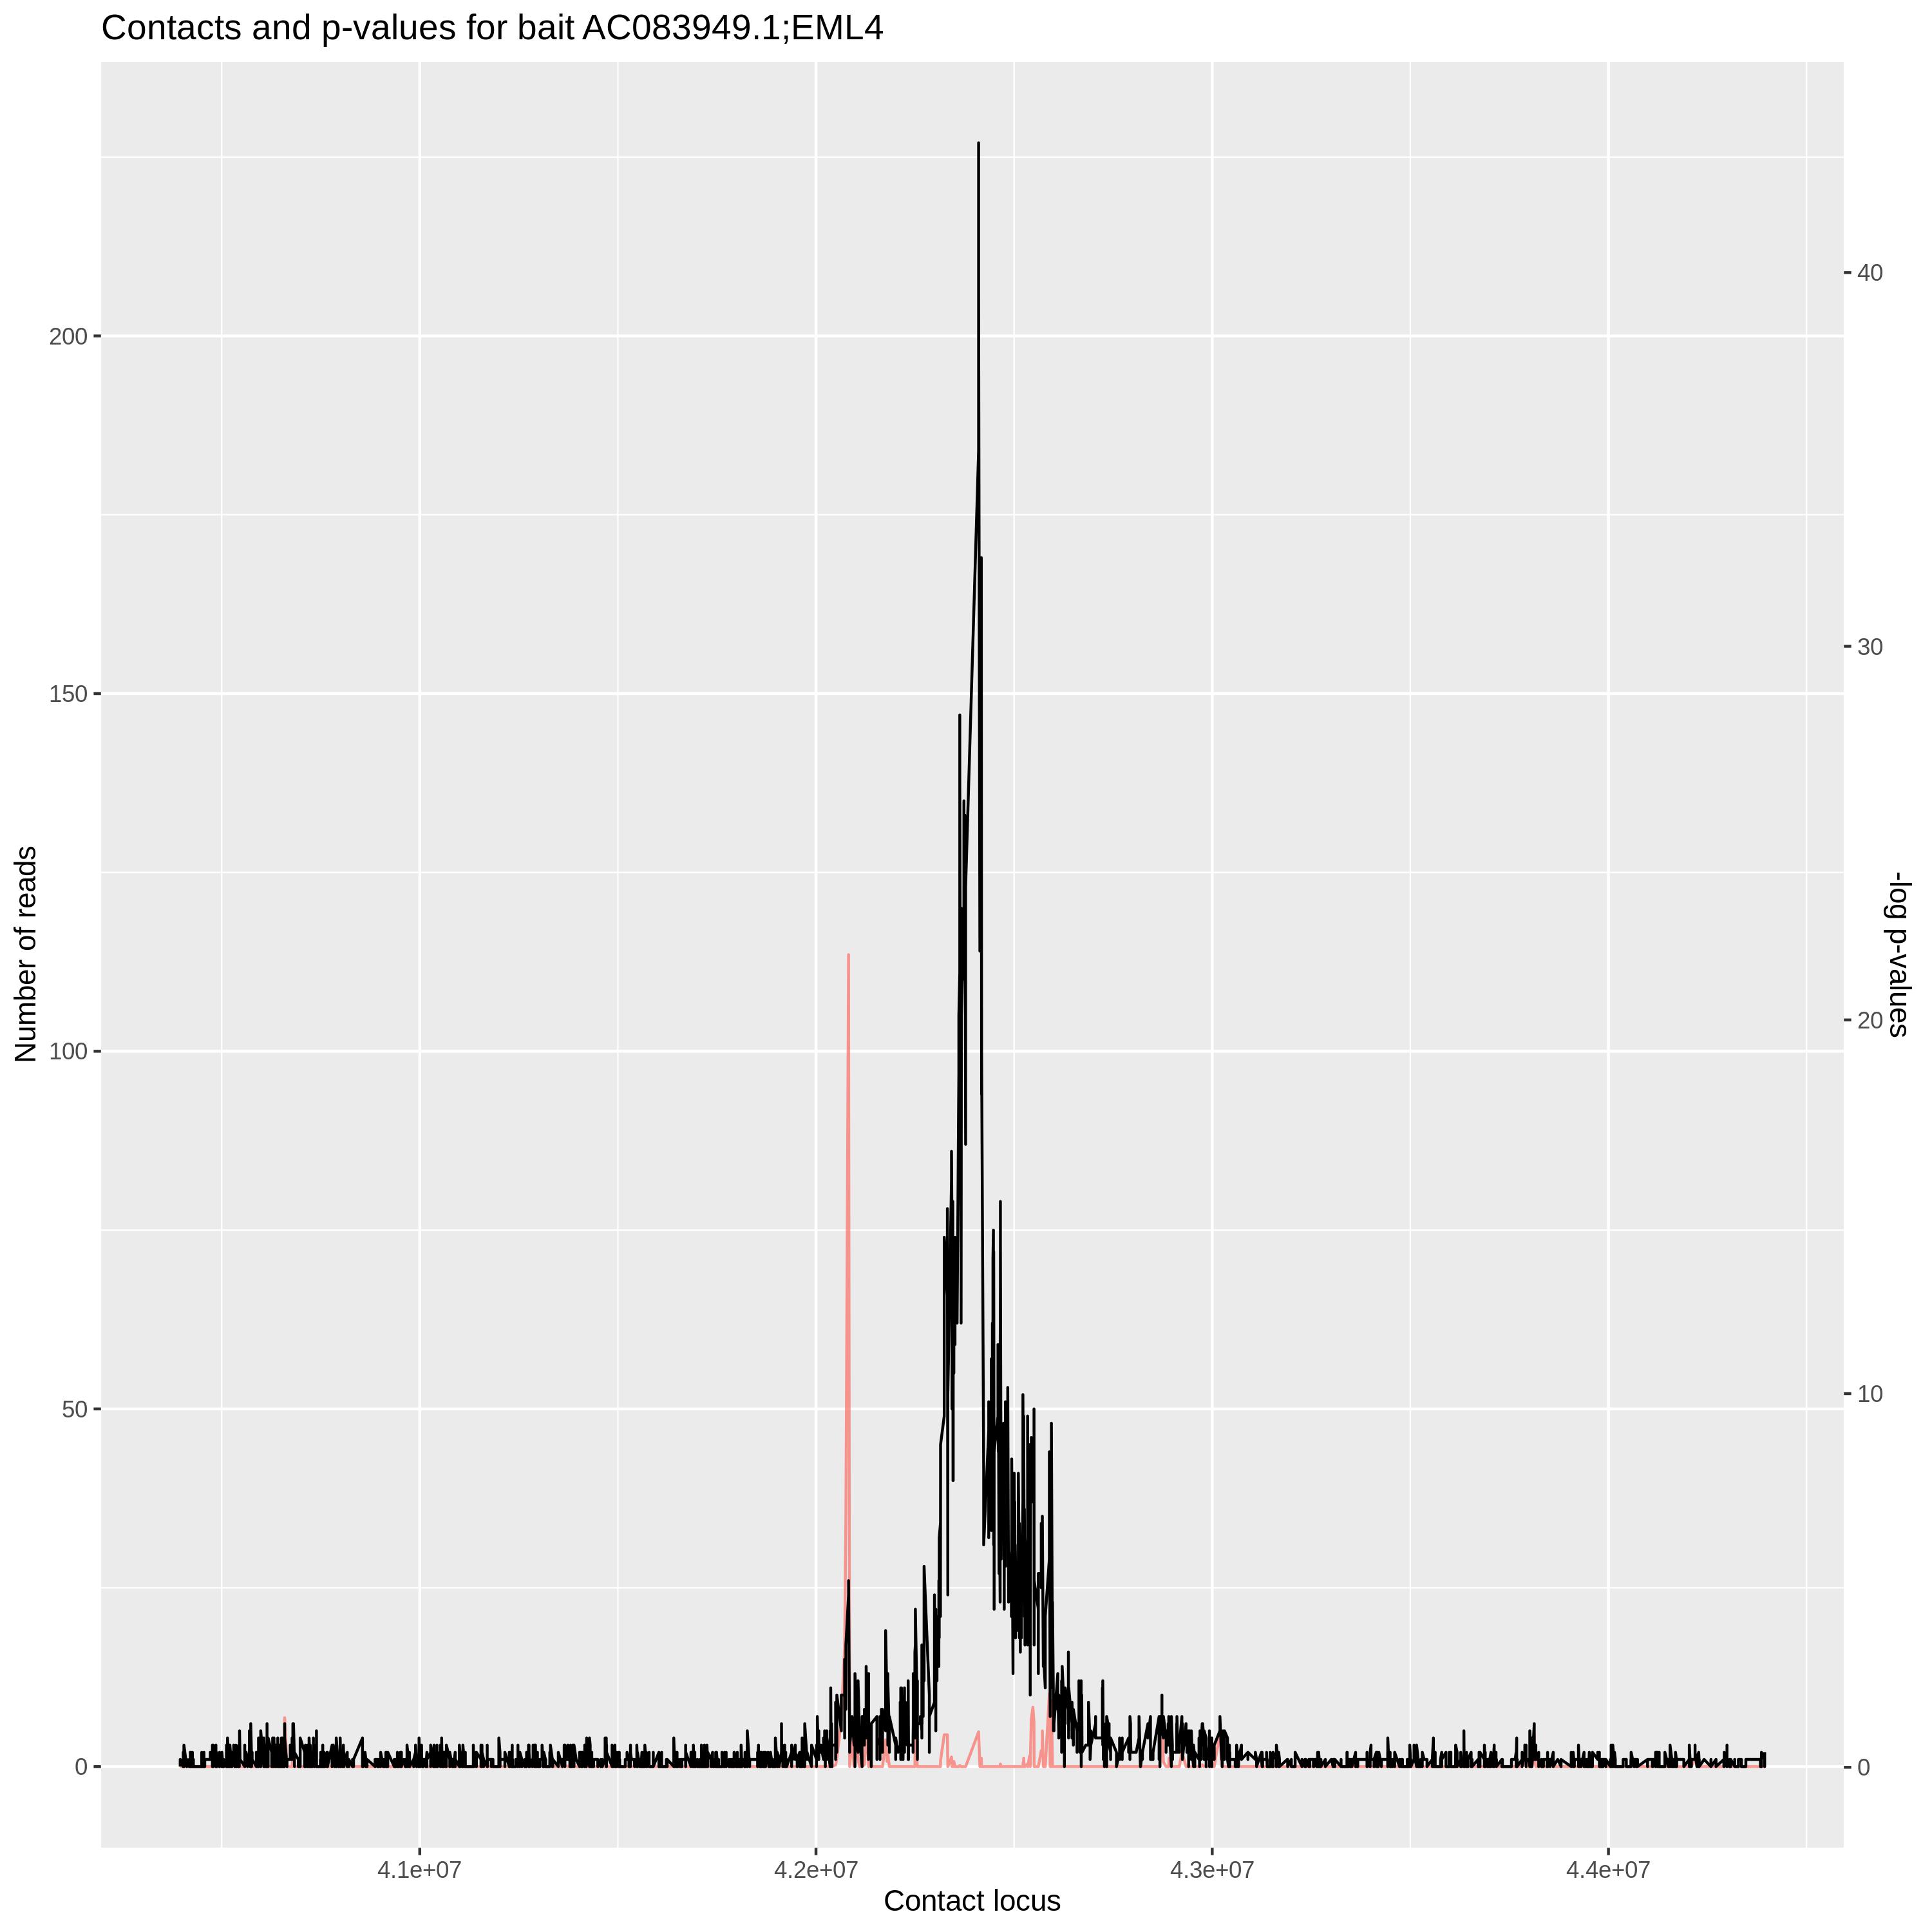 Contacts and p-values for bait AC083949.1;EML4
Number of reads
200
150
100
50
0
40
30
20
10
0
-log p-values
4.1e+07 4.2e+07 4.3e+07 4.4e+07
Contact locus